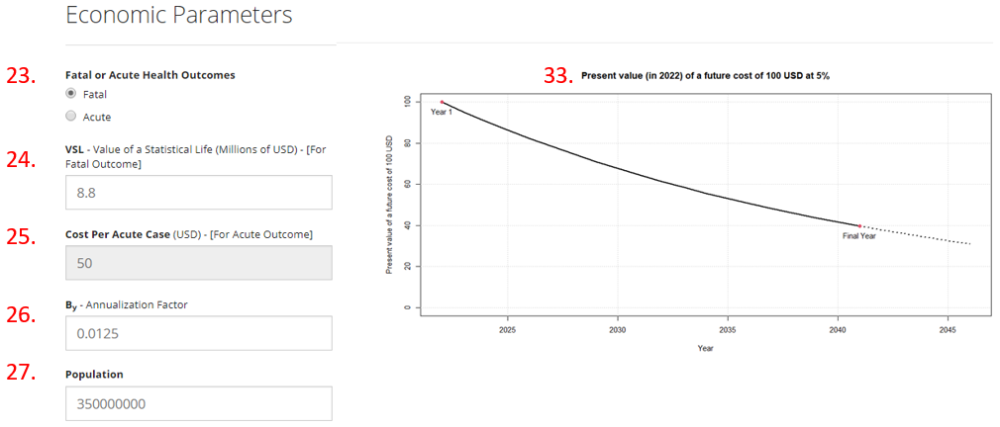 Economic Parameters
23.
Fatal or Acute Health Outcomes
Fatal
Acute
24.
VSL - Value of a Statistical Life (Millions of USD) - [For
Fatal Outcome]
8.8
25.
Cost Per Acute Case (USD) - [For Acute Outcome]
50
26.
By - Annualization Factor
0.0125
27.
Population
350000000
33.
Present value (in 2022) of a future cost of 100 USD at 5%
Present value of a future cost of 100 USD
100
80
60
40
20
0
Year 1
Final Year
2025
2030
2035
2040
2045
Year